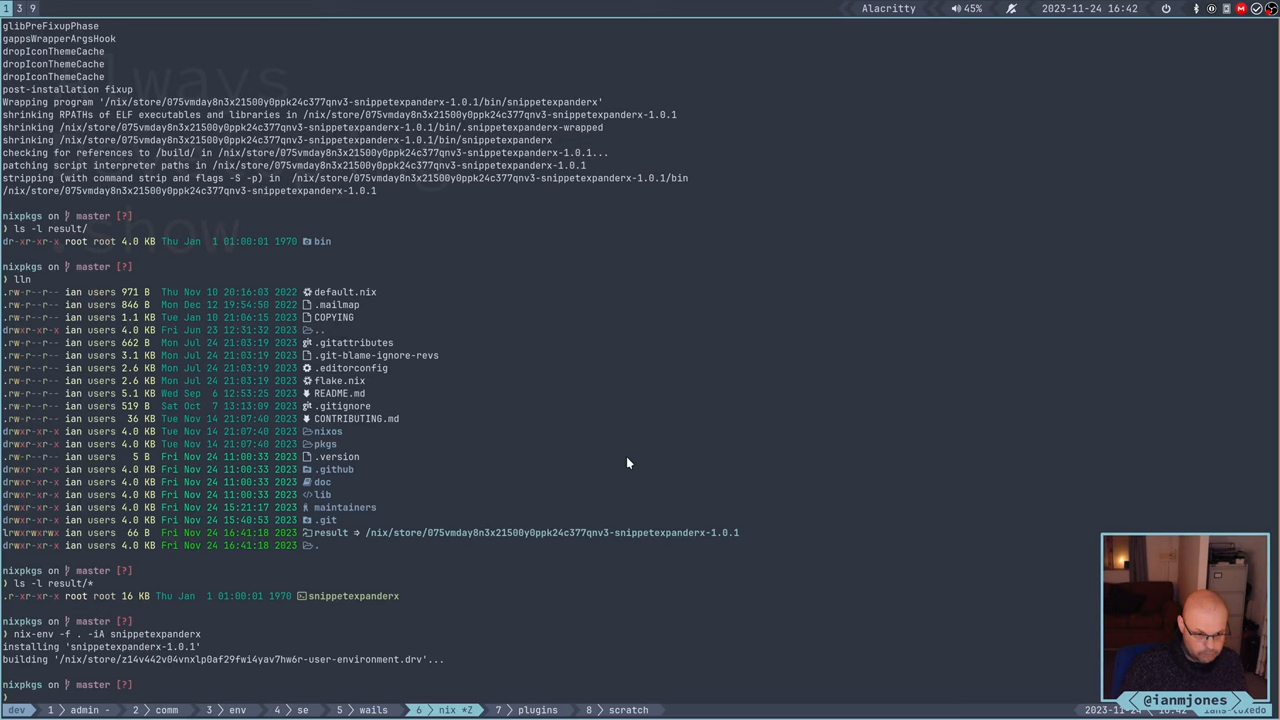 1 3 9 Alacritty 45% 2023-11-24 16:42
glibPreFixupPhase
gappsWrapperArgsHook
dropIconThemeCache
dropIconThemeCache
dropIconThemeCache
post-installation fixup
Wrapping program '/nix/store/075vmday8n3x21500y0ppk24c377qnv3-snippetexpanderx-1.0.1/bin/snippetexpanderx'
shrinking RPATHs of ELF executables and libraries in /nix/store/075vmday8n3x21500y0ppk24c377qnv3-snippetexpanderx-1.0.1
shrinking /nix/store/075vmday8n3x21500y0ppk24c377qnv3-snippetexpanderx-1.0.1/bin/.snippetexpanderx-wrapped
shrinking /nix/store/075vmday8n3x21500y0ppk24c377qnv3-snippetexpanderx-1.0.1/bin/snippetexpanderx
checking for references to /build/ in /nix/store/075vmday8n3x21500y0ppk24c377qnv3-snippetexpanderx-1.0.1...
patching script interpreter paths in /nix/store/075vmday8n3x21500y0ppk24c377qnv3-snippetexpanderx-1.0.1
stripping (with command strip and flags -S -p) in  /nix/store/075vmday8n3x21500y0ppk24c377qnv3-snippetexpanderx-1.0.1/bin
/nix/store/075vmday8n3x21500y0ppk24c377qnv3-snippetexpanderx-1.0.1
nixpkgs on master [?]
❯ ls -l result/
dr-xr-xr-x root root 4.0 KB Thu Jan  1 01:00:01 1970 bin
nixpkgs on master [?]
❯ lln
.rw-r--r-- ian users 971 B  Thu Nov 10 20:16:03 2022 default.nix
.rw-r--r-- ian users 846 B  Mon Dec 12 19:54:50 2022 .mailmap
.rw-r--r-- ian users 1.1 KB Tue Jan 10 21:06:15 2023 COPYING
drwxr-xr-x ian users 4.0 KB Fri Jun 23 12:31:32 2023 ..
.rw-r--r-- ian users 662 B  Mon Jul 24 21:03:19 2023 .gitattributes
.rw-r--r-- ian users 3.1 KB Mon Jul 24 21:03:19 2023 .git-blame-ignore-revs
.rw-r--r-- ian users 2.6 KB Mon Jul 24 21:03:19 2023 .editorconfig
.rw-r--r-- ian users 2.6 KB Mon Jul 24 21:03:19 2023 flake.nix
.rw-r--r-- ian users 5.1 KB Wed Sep  6 12:53:25 2023 README.md
.rw-r--r-- ian users 519 B  Sat Oct  7 13:13:09 2023 .gitignore
.rw-r--r-- ian users  36 KB Tue Nov 14 21:07:40 2023 CONTRIBUTING.md
drwxr-xr-x ian users 4.0 KB Tue Nov 14 21:07:40 2023 nixos
drwxr-xr-x ian users 4.0 KB Tue Nov 14 21:07:40 2023 pkgs
.rw-r--r-- ian users   5 B  Fri Nov 24 11:00:33 2023 .version
drwxr-xr-x ian users 4.0 KB Fri Nov 24 11:00:33 2023 .github
drwxr-xr-x ian users 4.0 KB Fri Nov 24 11:00:33 2023 doc
drwxr-xr-x ian users 4.0 KB Fri Nov 24 11:00:33 2023 lib
drwxr-xr-x ian users 4.0 KB Fri Nov 24 15:21:17 2023 maintainers
drwxr-xr-x ian users 4.0 KB Fri Nov 24 15:40:53 2023 .git
lrwxrwxrwx ian users  66 B  Fri Nov 24 16:41:18 2023 result ⇒ /nix/store/075vmday8n3x21500y0ppk24c377qnv3-snippetexpanderx-1.0.1
drwxr-xr-x ian users 4.0 KB Fri Nov 24 16:41:18 2023 .
nixpkgs on master [?]
❯ ls -l result/*
.r-xr-xr-x root root 16 KB Thu Jan  1 01:00:01 1970 snippetexpanderx
nixpkgs on master [?]
❯ nix-env -f . -iA snippetexpanderx
installing 'snippetexpanderx-1.0.1'
building '/nix/store/z14v442v04vnxlp0af29fwi4yav7hw6r-user-environment.drv'...
nixpkgs on master [?]
❯
@ianmjones
dev 1 admin - 2 comm 3 env 4 se 5 wails 6 nix *Z 7 plugins 8 scratch